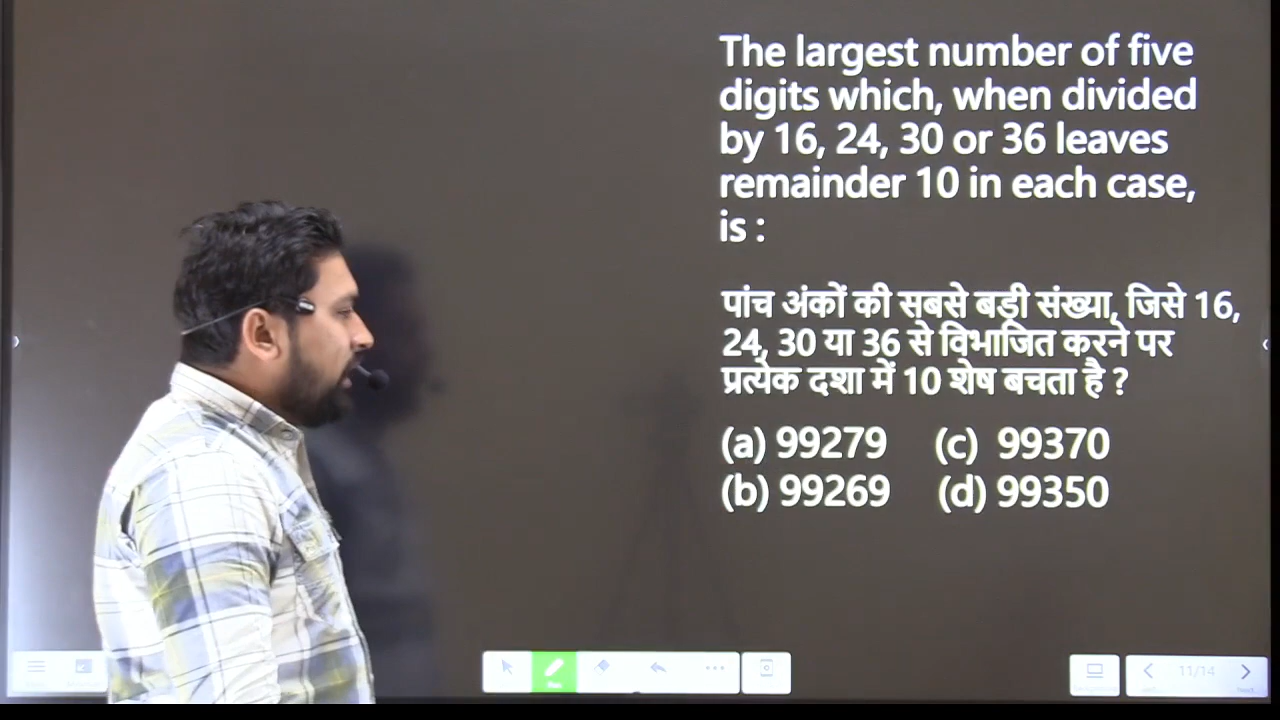 The largest number of five
digits which, when divided
by 16, 24, 30 or 36 leaves
remainder 10 in each case,
is :
पांच अंकों की सबसे बड़ी संख्या, जिसे 16,
24, 30 या 36 से विभाजित करने पर
प्रत्येक दशा में 10 शेष बचता है ?
(a) 99279 (c) 99370
(b) 99269 (d) 99350
11/14